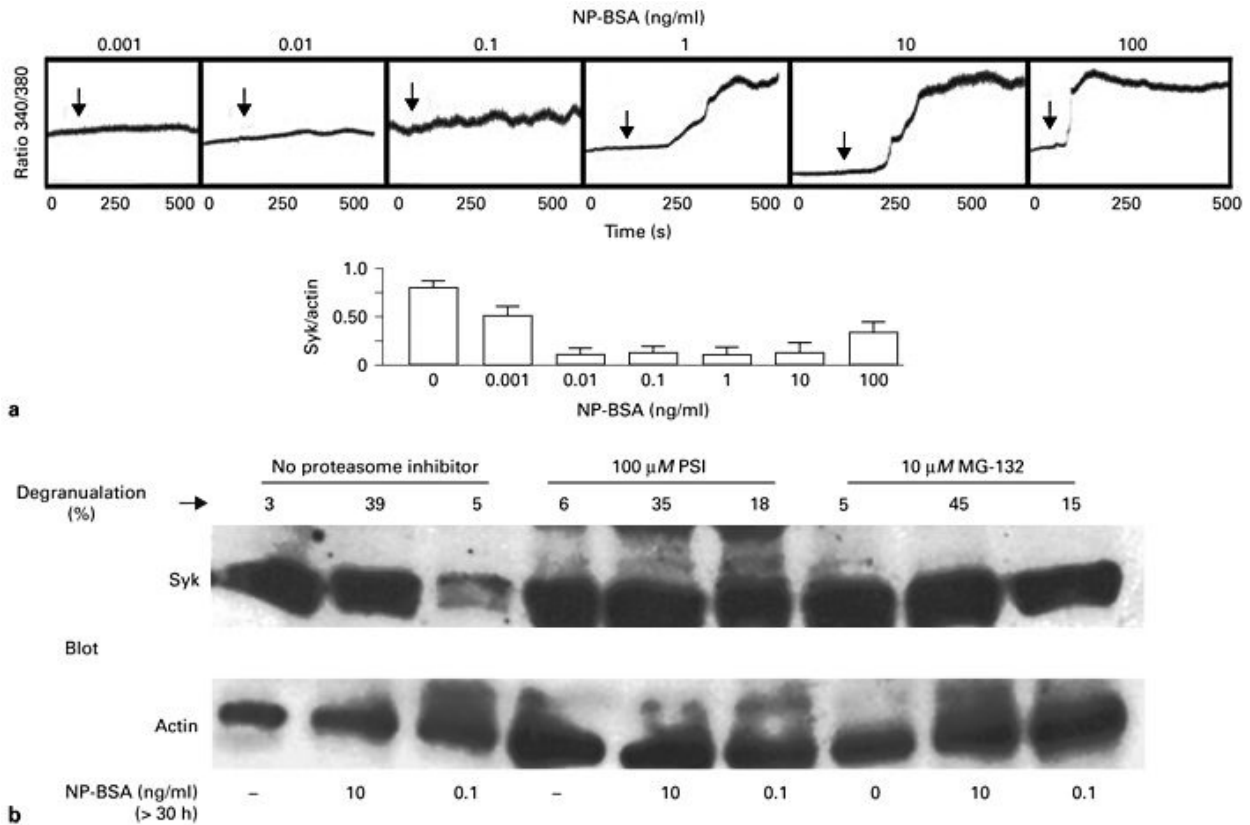 NP-BSA (ng/ml)
0.001 0.01 0.1 1 10 100
Ratio 340/380
0 250 500 0 250 500 0 250 500 0 250 500 0 250 500 0 250 500
Time (s)
Syk/actin
1.0
0.50
0
0 0.001 0.01 0.1 1 10 100
NP-BSA (ng/ml)
a
No proteasome inhibitor 100 µM PSI 10 µM MG-132
Degranualation
(%)
3 39 5 6 35 18 5 45 15
Syk
Blot
Actin
NP-BSA (ng/ml)
(> 30 h)
– 10 0.1 – 10 0.1 0 10 0.1
b